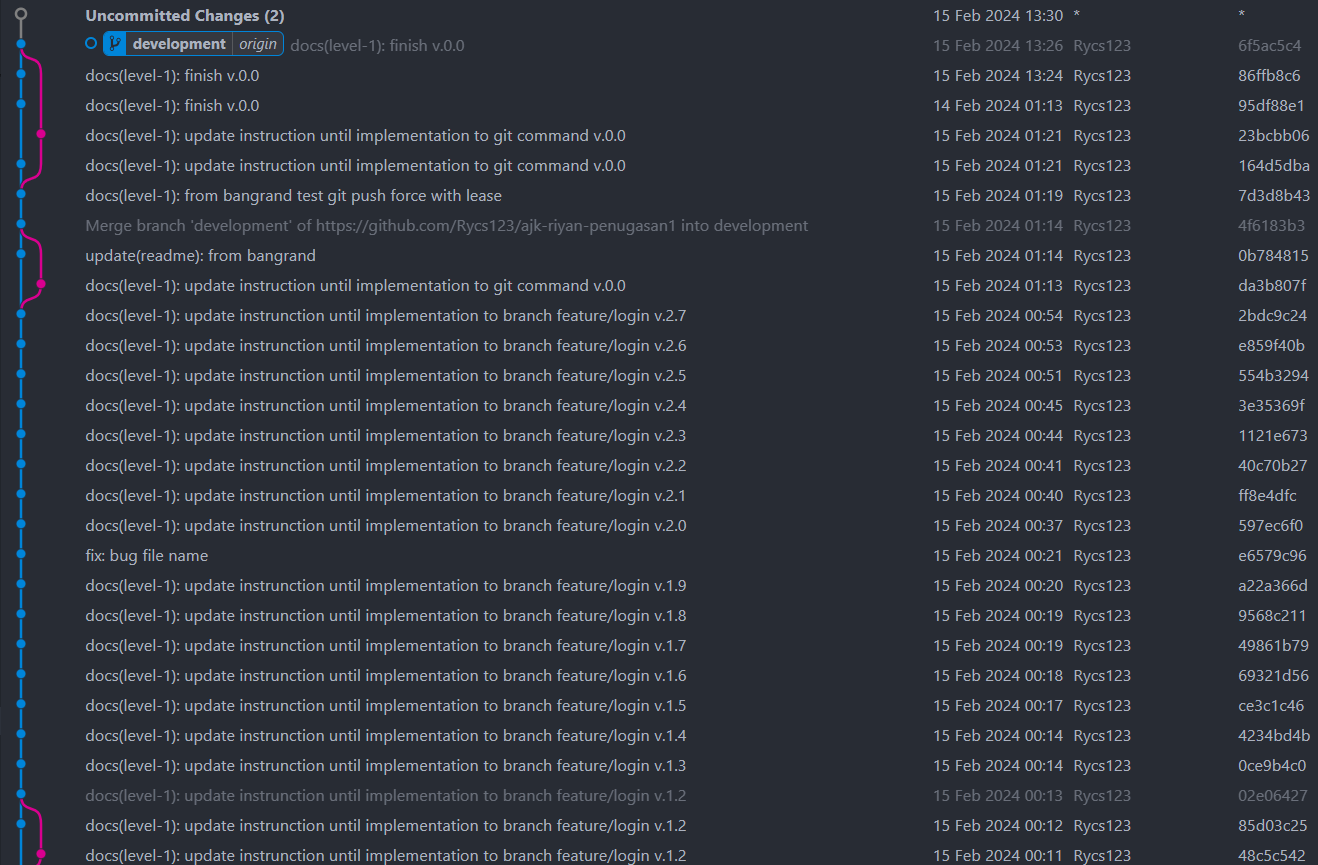 Uncommitted Changes (2) 15 Feb 2024 13:30 * *
development origin docs(level-1): finish v.0.0 15 Feb 2024 13:26 Rycs123 6f5ac5c4
docs(level-1): finish v.0.0 15 Feb 2024 13:24 Rycs123 86ffb8c6
docs(level-1): finish v.0.0 14 Feb 2024 01:13 Rycs123 95df88e1
docs(level-1): update instruction until implementation to git command v.0.0 15 Feb 2024 01:21 Rycs123 23bcbb06
docs(level-1): update instruction until implementation to git command v.0.0 15 Feb 2024 01:21 Rycs123 164d5dba
docs(level-1): from bangrand test git push force with lease 15 Feb 2024 01:19 Rycs123 7d3d8b43
Merge branch 'development' of https://github.com/Rycs123/ajk-riyan-penugasan1 into development 15 Feb 2024 01:14 Rycs123 4f6183b3
update(readme): from bangrand 15 Feb 2024 01:14 Rycs123 0b784815
docs(level-1): update instruction until implementation to git command v.0.0 15 Feb 2024 01:13 Rycs123 da3b807f
docs(level-1): update instrunction until implementation to branch feature/login v.2.7 15 Feb 2024 00:54 Rycs123 2bdc9c24
docs(level-1): update instrunction until implementation to branch feature/login v.2.6 15 Feb 2024 00:53 Rycs123 e859f40b
docs(level-1): update instrunction until implementation to branch feature/login v.2.5 15 Feb 2024 00:51 Rycs123 554b3294
docs(level-1): update instrunction until implementation to branch feature/login v.2.4 15 Feb 2024 00:45 Rycs123 3e35369f
docs(level-1): update instrunction until implementation to branch feature/login v.2.3 15 Feb 2024 00:44 Rycs123 1121e673
docs(level-1): update instrunction until implementation to branch feature/login v.2.2 15 Feb 2024 00:41 Rycs123 40c70b27
docs(level-1): update instrunction until implementation to branch feature/login v.2.1 15 Feb 2024 00:40 Rycs123 ff8e4dfc
docs(level-1): update instrunction until implementation to branch feature/login v.2.0 15 Feb 2024 00:37 Rycs123 597ec6f0
fix: bug file name 15 Feb 2024 00:21 Rycs123 e6579c96
docs(level-1): update instrunction until implementation to branch feature/login v.1.9 15 Feb 2024 00:20 Rycs123 a22a366d
docs(level-1): update instrunction until implementation to branch feature/login v.1.8 15 Feb 2024 00:19 Rycs123 9568c211
docs(level-1): update instrunction until implementation to branch feature/login v.1.7 15 Feb 2024 00:19 Rycs123 49861b79
docs(level-1): update instrunction until implementation to branch feature/login v.1.6 15 Feb 2024 00:18 Rycs123 69321d56
docs(level-1): update instrunction until implementation to branch feature/login v.1.5 15 Feb 2024 00:17 Rycs123 ce3c1c46
docs(level-1): update instrunction until implementation to branch feature/login v.1.4 15 Feb 2024 00:14 Rycs123 4234bd4b
docs(level-1): update instrunction until implementation to branch feature/login v.1.3 15 Feb 2024 00:14 Rycs123 0ce9b4c0
docs(level-1): update instrunction until implementation to branch feature/login v.1.2 15 Feb 2024 00:13 Rycs123 02e06427
docs(level-1): update instrunction until implementation to branch feature/login v.1.2 15 Feb 2024 00:12 Rycs123 85d03c25
docs(level-1): update instrunction until implementation to branch feature/login v.1.2 15 Feb 2024 00:11 Rycs123 48c5c542